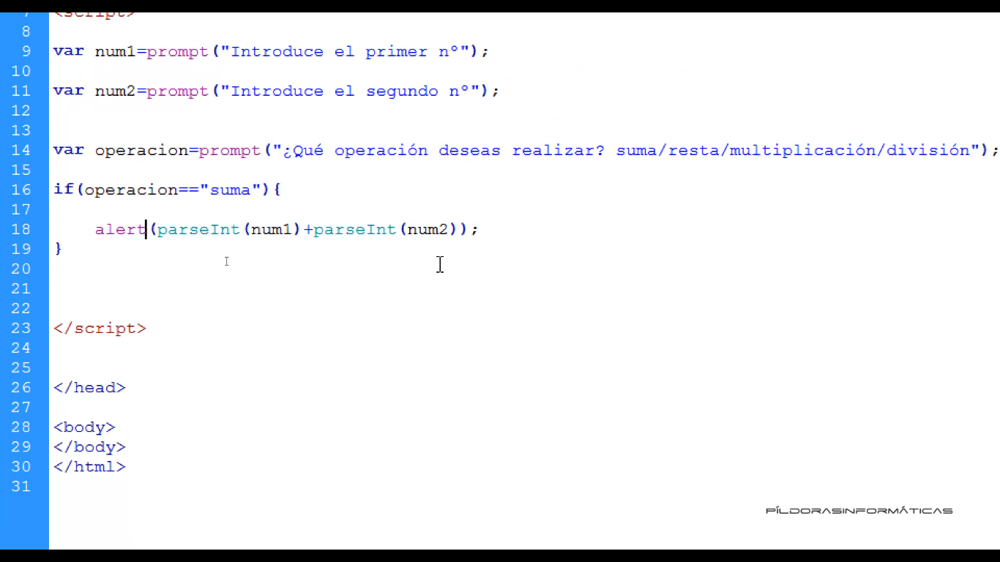 7 <script>
8
9 var num1=prompt("Introduce el primer nº");
10
11 var num2=prompt("Introduce el segundo nº");
12
13
14 var operacion=prompt("¿Qué operación deseas realizar? suma/resta/multiplicación/división");
15
16 if(operacion=="suma"){
17
18 alert(parseInt(num1)+parseInt(num2));
19 }
20
21
22
23 </script>
24
25
26 </head>
27
28 <body>
29 </body>
30 </html>
31
PÍLDORASINFORMÁTICAS